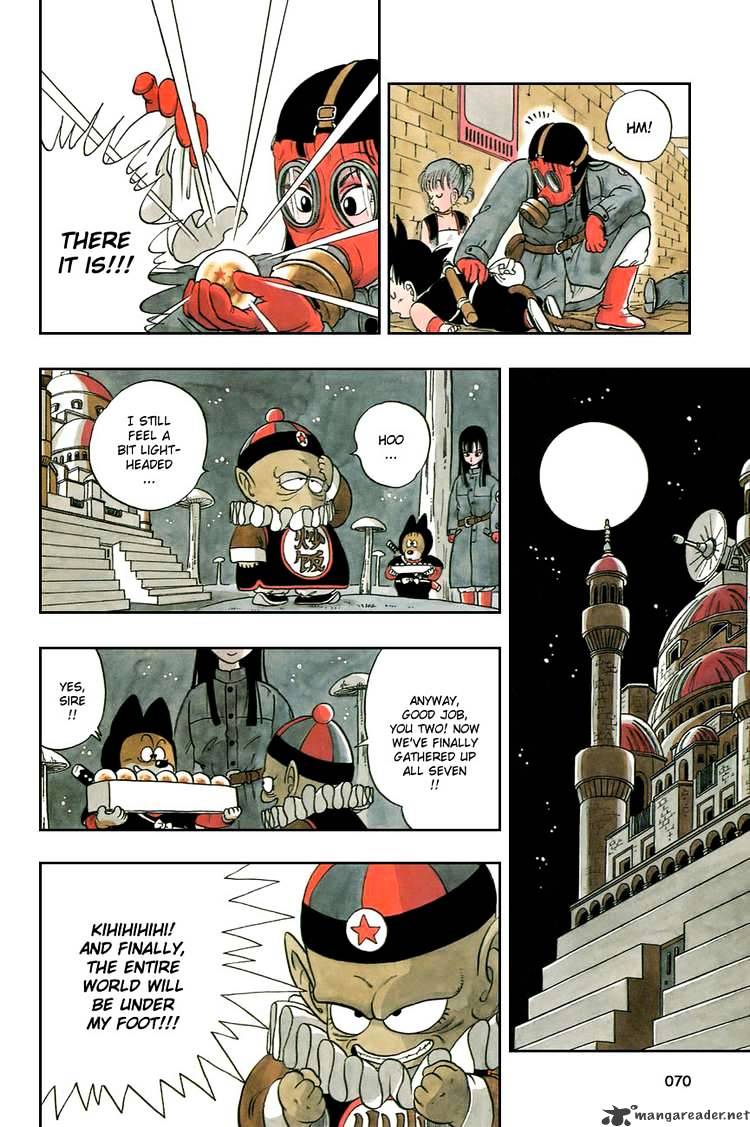 HM!
THERE
IT IS!!!
HOO
...
I STILL
FEEL A
BIT LIGHT-
HEADED
...
炒
饭
ANYWAY,
GOOD JOB,
YOU TWO! NOW
WE'VE FINALLY
GATHERED UP
ALL SEVEN
!!
YES,
SIRE
!!
KIHIHIHIHI!
AND FINALLY,
THE ENTIRE
WORLD WILL
BE UNDER
MY FOOT!!!
070
mangareader.net